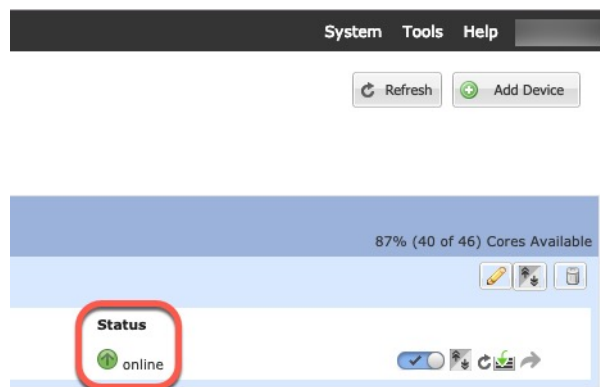 System Tools Help
Refresh Add Device
87% (40 of 46) Cores Available
Status
online